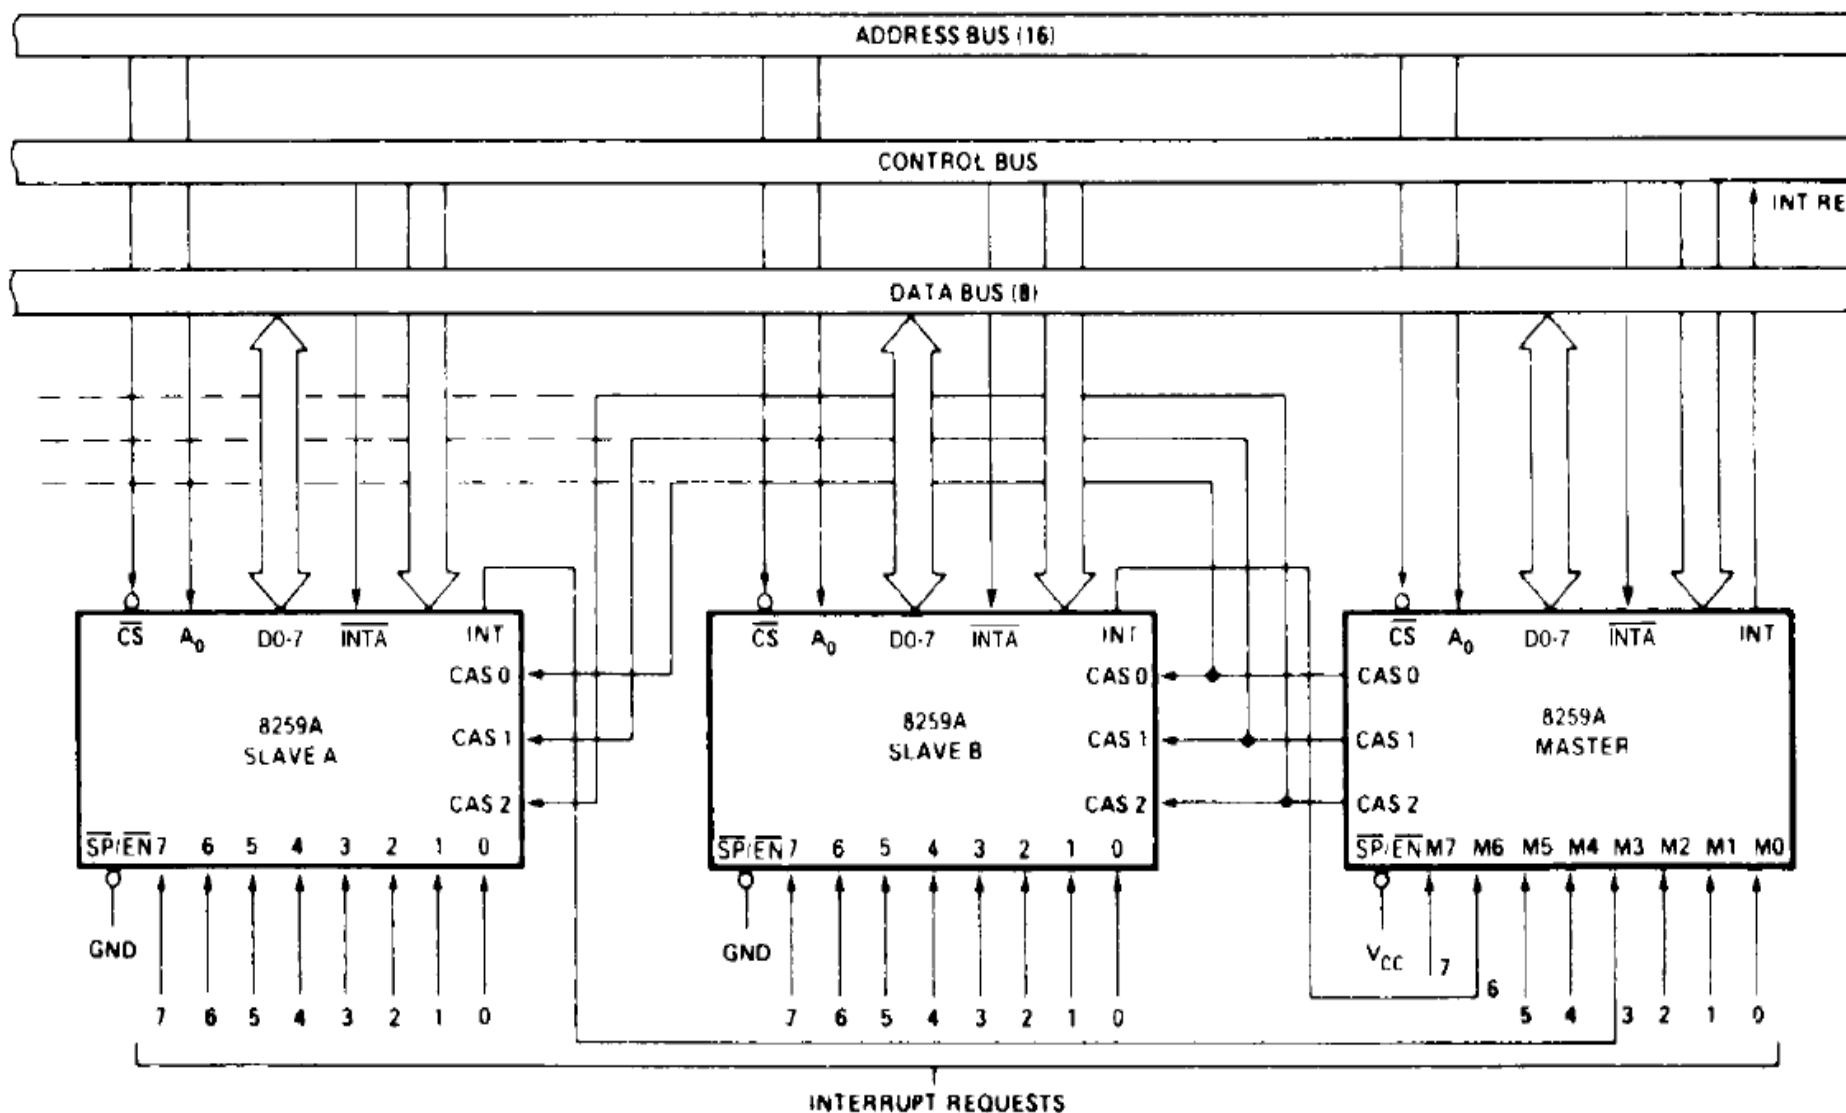 ADDRESS BUS (16)
CONTROL BUS
INT RE
DATA BUS (8)
CS A0 D0-7 INTA INT
CAS 0
8259A
SLAVE A
CAS 1
CAS 2
SP/EN 7 6 5 4 3 2 1 0
GND
7 6 5 4 3 2 1 0
CS A0 D0-7 INTA INT
CAS 0
8259A
SLAVE B
CAS 1
CAS 2
SP/EN 7 6 5 4 3 2 1 0
GND
7 6 5 4 3 2 1 0
CS A0 D0-7 INTA INT
CAS 0
8259A
MASTER
CAS 1
CAS 2
SP/EN M7 M6 M5 M4 M3 M2 M1 M0
VCC 7 6
5 4 3 2 1 0
INTERRUPT REQUESTS